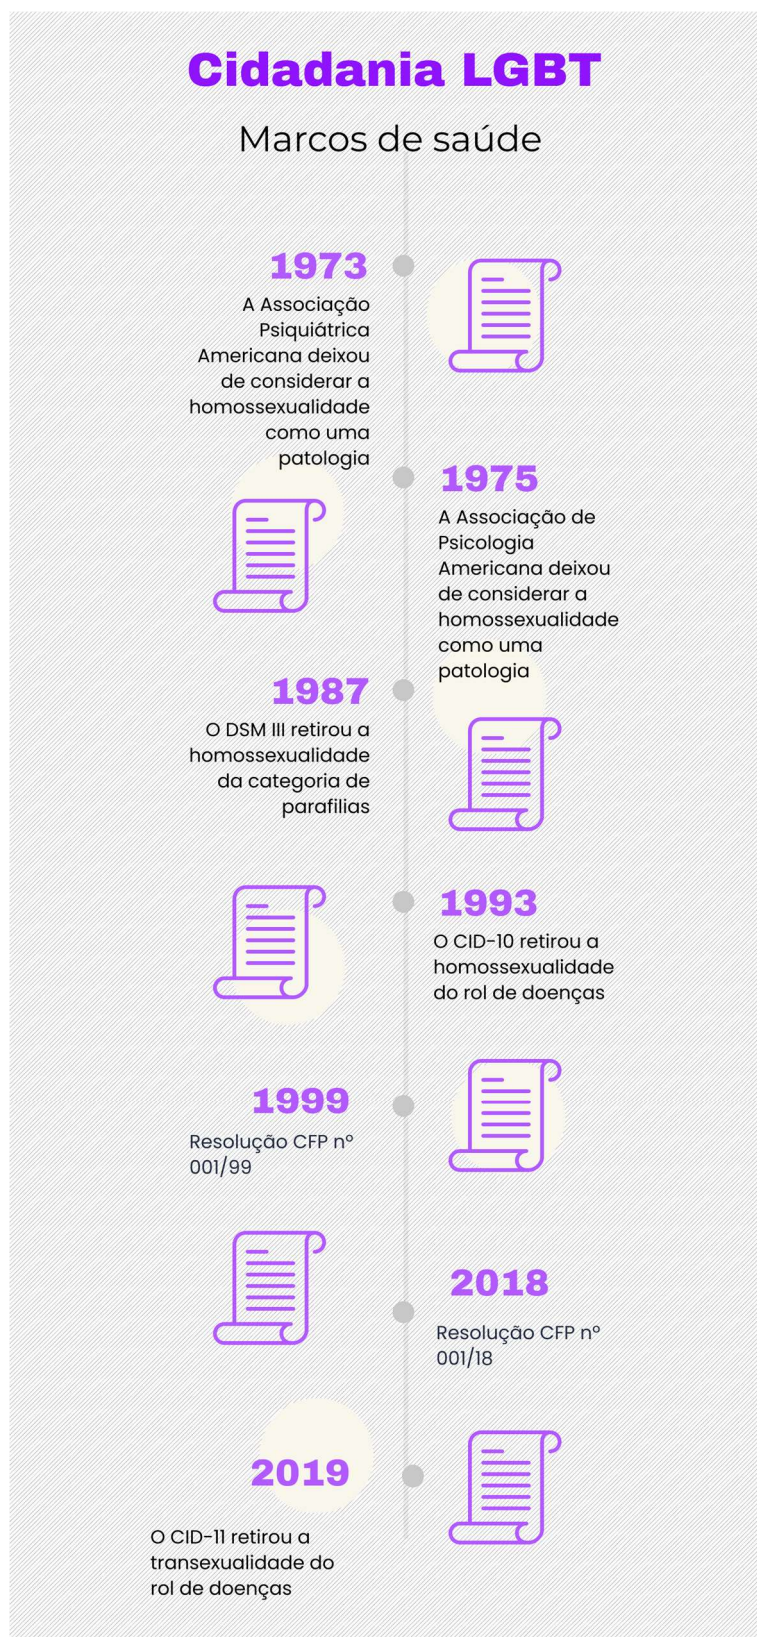 Cidadania LGBT
Marcos de saúde
1973
A Associação
Psiquiátrica
Americana deixou
de considerar a
homossexualidade
como uma
patologia
1975
A Associação de
Psicologia
Americana deixou
de considerar a
homossexualidade
como uma
patologia
1987
O DSM III retirou a
homossexualidade
da categoria de
parafilias
1993
O CID-10 retirou a
homossexualidade
do rol de doenças
1999
Resolução CFP nº
001/99
2018
Resolução CFP nº
001/18
2019
O CID-11 retirou a
transexualidade do
rol de doenças